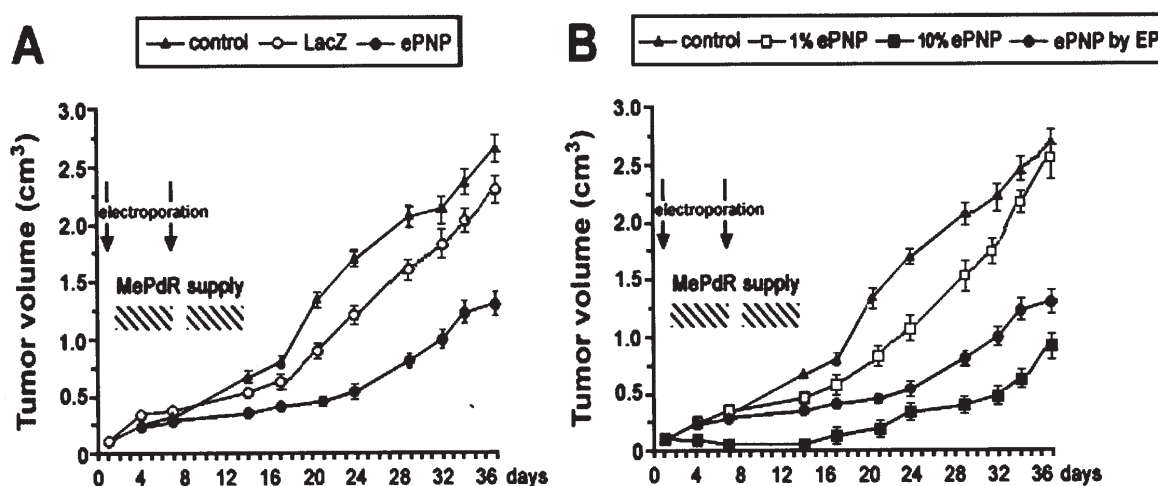 A
control LacZ ePNP
Tumor volume (cm3)
3.0
2.5
2.0
1.5
1.0
0.5
0
electroporation
MePdR supply
0 4 8 12 16 20 24 28 32 36 days
B
control 1% ePNP 10% ePNP ePNP by EP
Tumor volume (cm3)
3.0
2.5
2.0
1.5
1.0
0.5
0
electroporation
MePdR supply
0 4 8 12 16 20 24 28 32 36 days